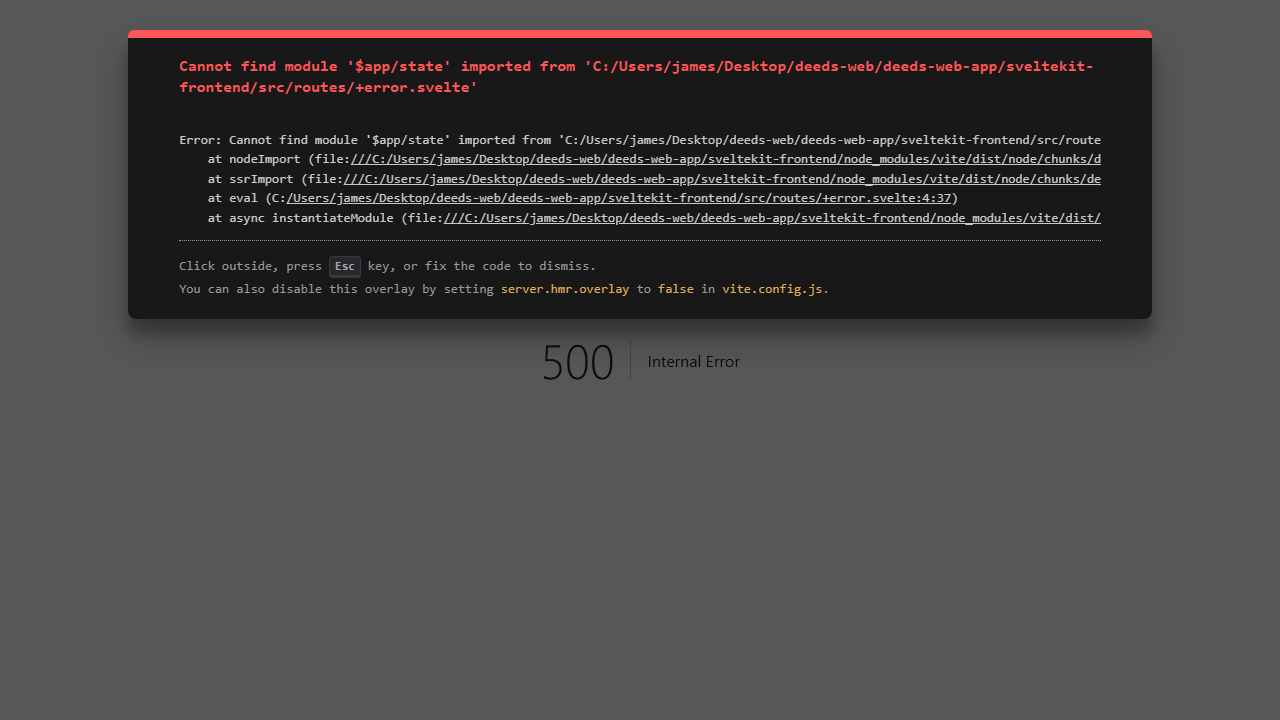 Cannot find module '$app/state' imported from 'C:/Users/james/Desktop/deeds-web/deeds-web-app/sveltekit-
frontend/src/routes/+error.svelte'
Error: Cannot find module '$app/state' imported from 'C:/Users/james/Desktop/deeds-web/deeds-web-app/sveltekit-frontend/src/route
at nodeImport (file:///C:/Users/james/Desktop/deeds-web/deeds-web-app/sveltekit-frontend/node_modules/vite/dist/node/chunks/d
at ssrImport (file:///C:/Users/james/Desktop/deeds-web/deeds-web-app/sveltekit-frontend/node_modules/vite/dist/node/chunks/de
at eval (C:/Users/james/Desktop/deeds-web/deeds-web-app/sveltekit-frontend/src/routes/+error.svelte:4:37)
at async instantiateModule (file:///C:/Users/james/Desktop/deeds-web/deeds-web-app/sveltekit-frontend/node_modules/vite/dist/
Click outside, press Esc key, or fix the code to dismiss.
You can also disable this overlay by setting server.hmr.overlay to false in vite.config.js.
500 Internal Error